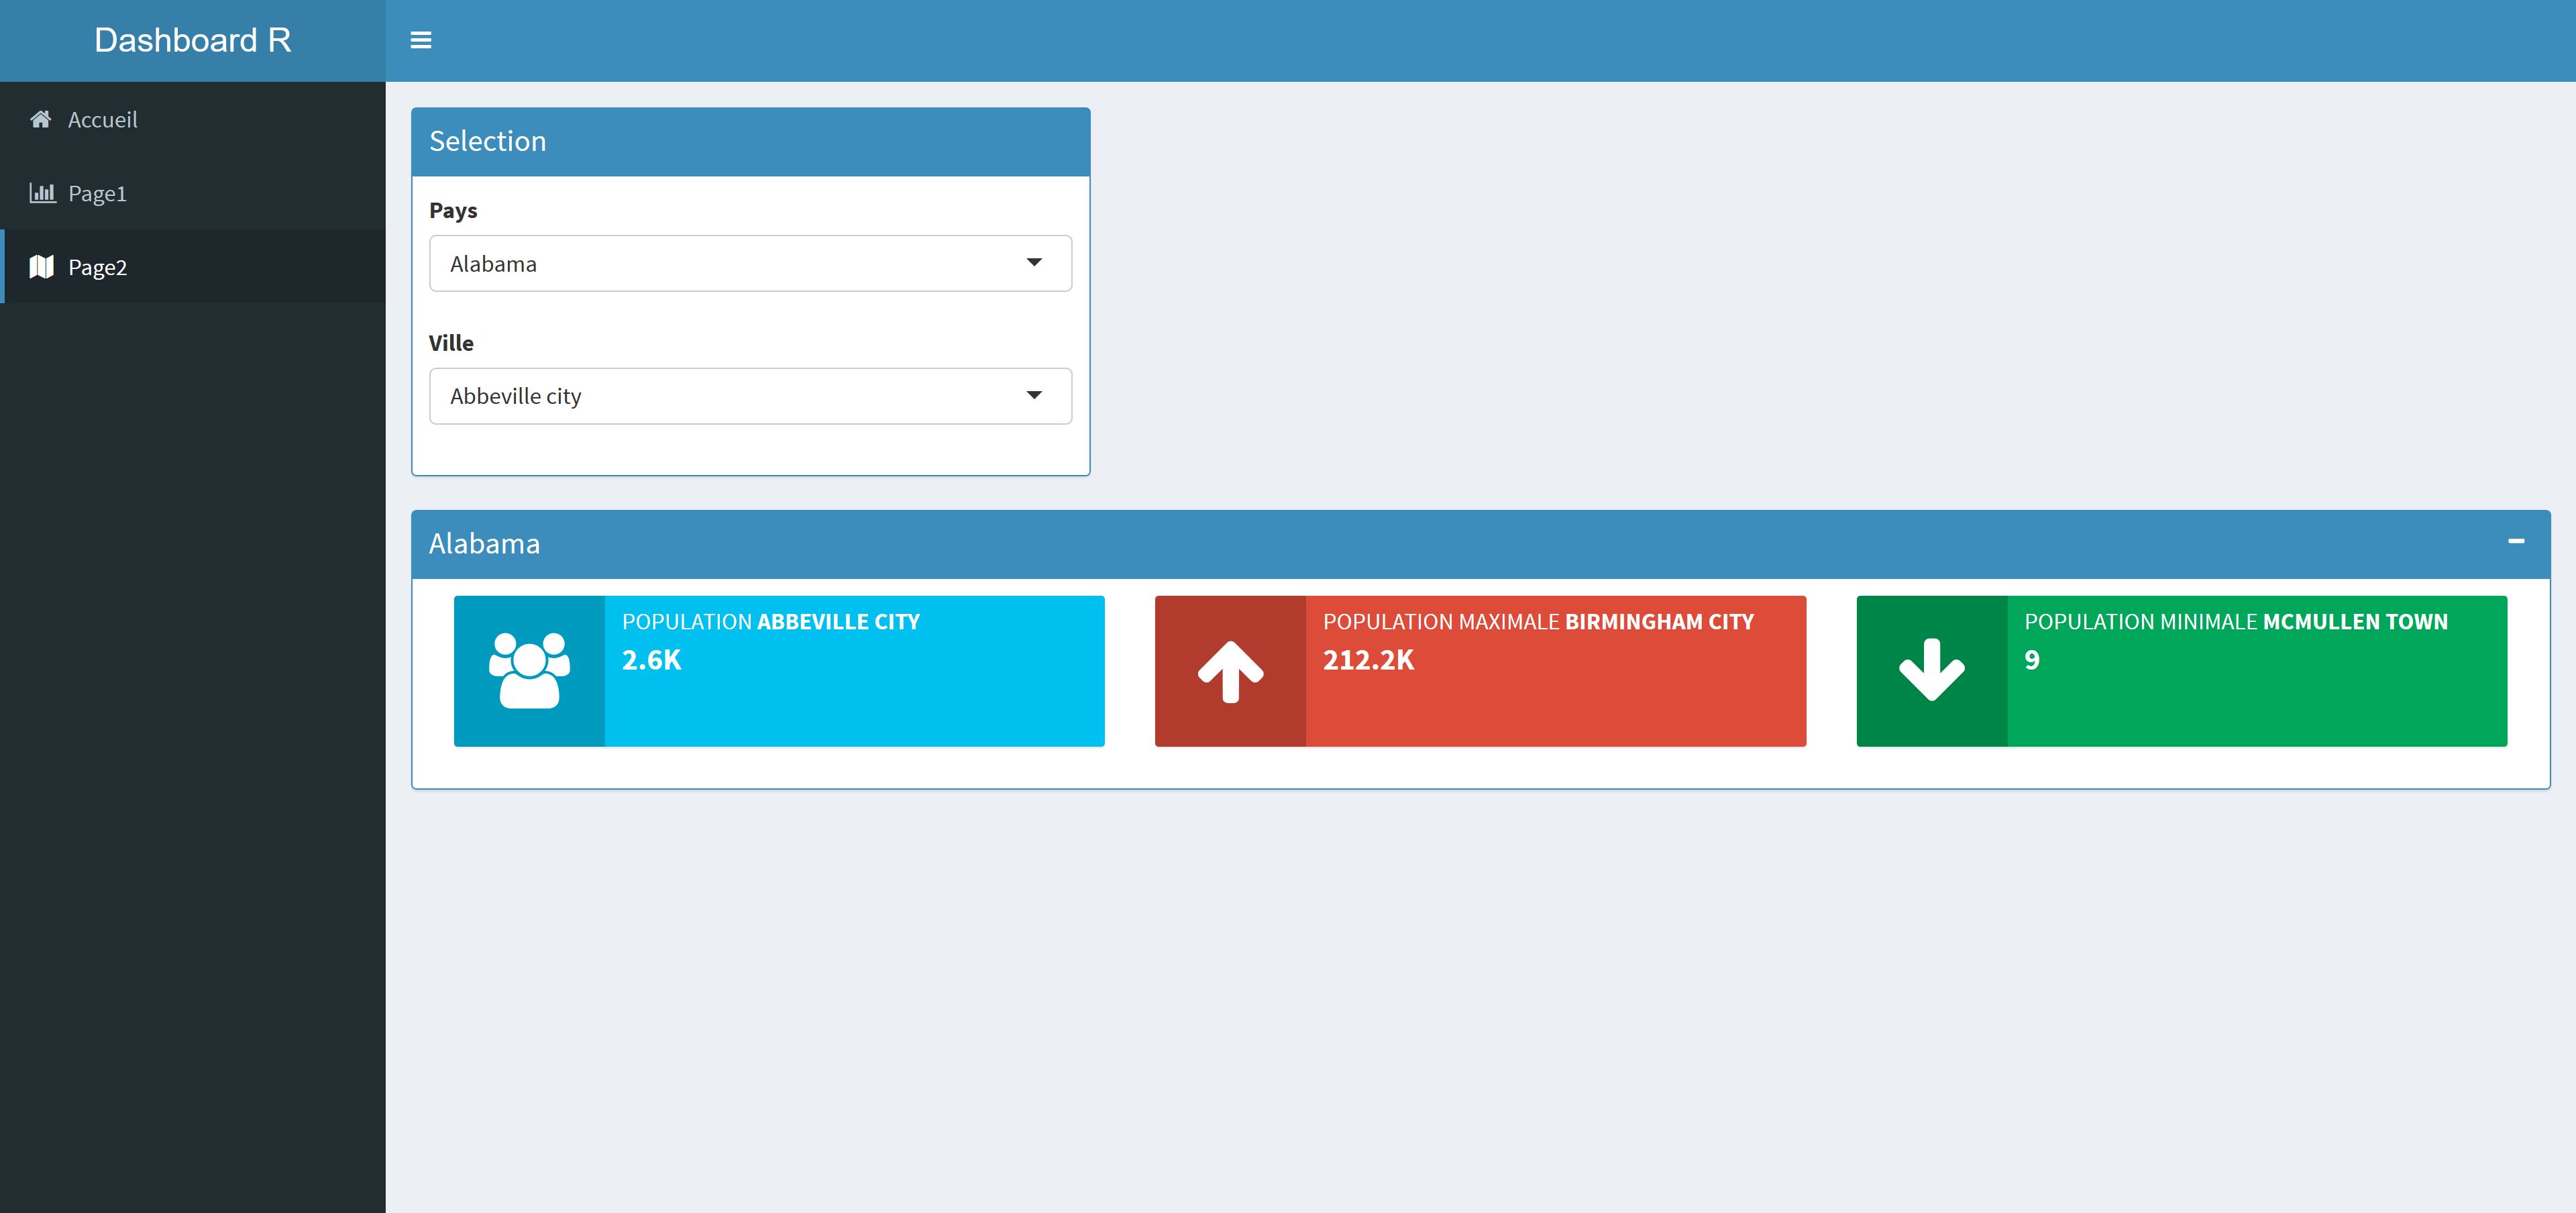 Dashboard R
Accueil
Page1
Page2
Selection
Pays
Alabama
Ville
Abbeville city
Alabama
POPULATION ABBEVILLE CITY
2.6K
POPULATION MAXIMALE BIRMINGHAM CITY
212.2K
POPULATION MINIMALE MCMULLEN TOWN
9